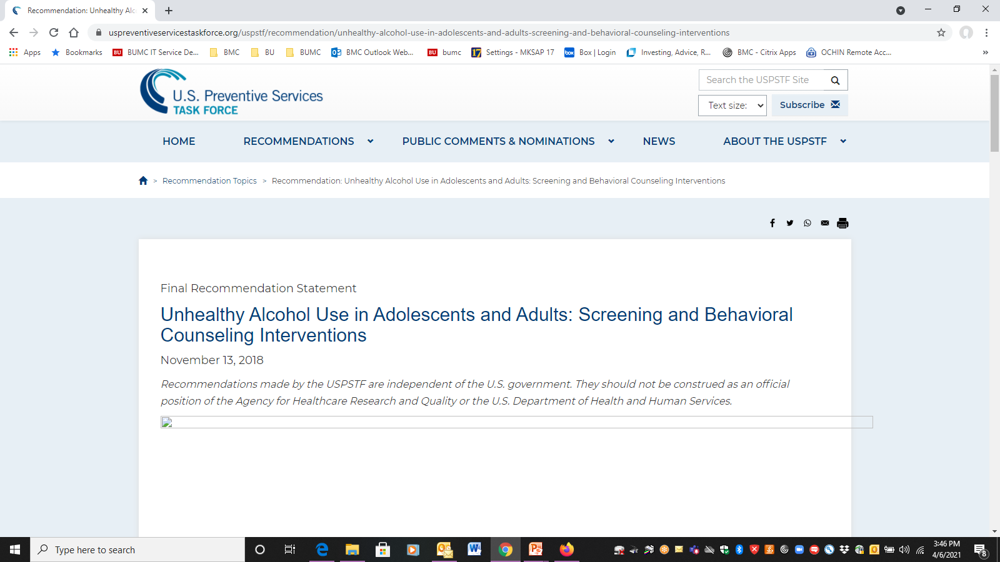 Recommendation: Unhealthy Alc
uspreventiveservicestaskforce.org/uspstf/recommendation/unhealthy-alcohol-use-in-adolescents-and-adults-screening-and-behavioral-counseling-interventions
Apps Bookmarks BU BUMC IT Service De... BMC BU BUMC BMC Outlook Web... BU bumc 17 Settings - MKSAP 17 box Box | Login Investing, Advice, R... BMC - Citrix Apps OCHIN Remote Acc... »
U.S. Preventive Services
TASK FORCE
Search the USPSTF Site
Text size: Subscribe
HOME RECOMMENDATIONS PUBLIC COMMENTS & NOMINATIONS NEWS ABOUT THE USPSTF
> Recommendation Topics > Recommendation: Unhealthy Alcohol Use in Adolescents and Adults: Screening and Behavioral Counseling Interventions
Final Recommendation Statement
Unhealthy Alcohol Use in Adolescents and Adults: Screening and Behavioral
Counseling Interventions
November 13, 2018
Recommendations made by the USPSTF are independent of the U.S. government. They should not be construed as an official
position of the Agency for Healthcare Research and Quality or the U.S. Department of Health and Human Services.
Type here to search
3:46 PM
4/6/2021
8